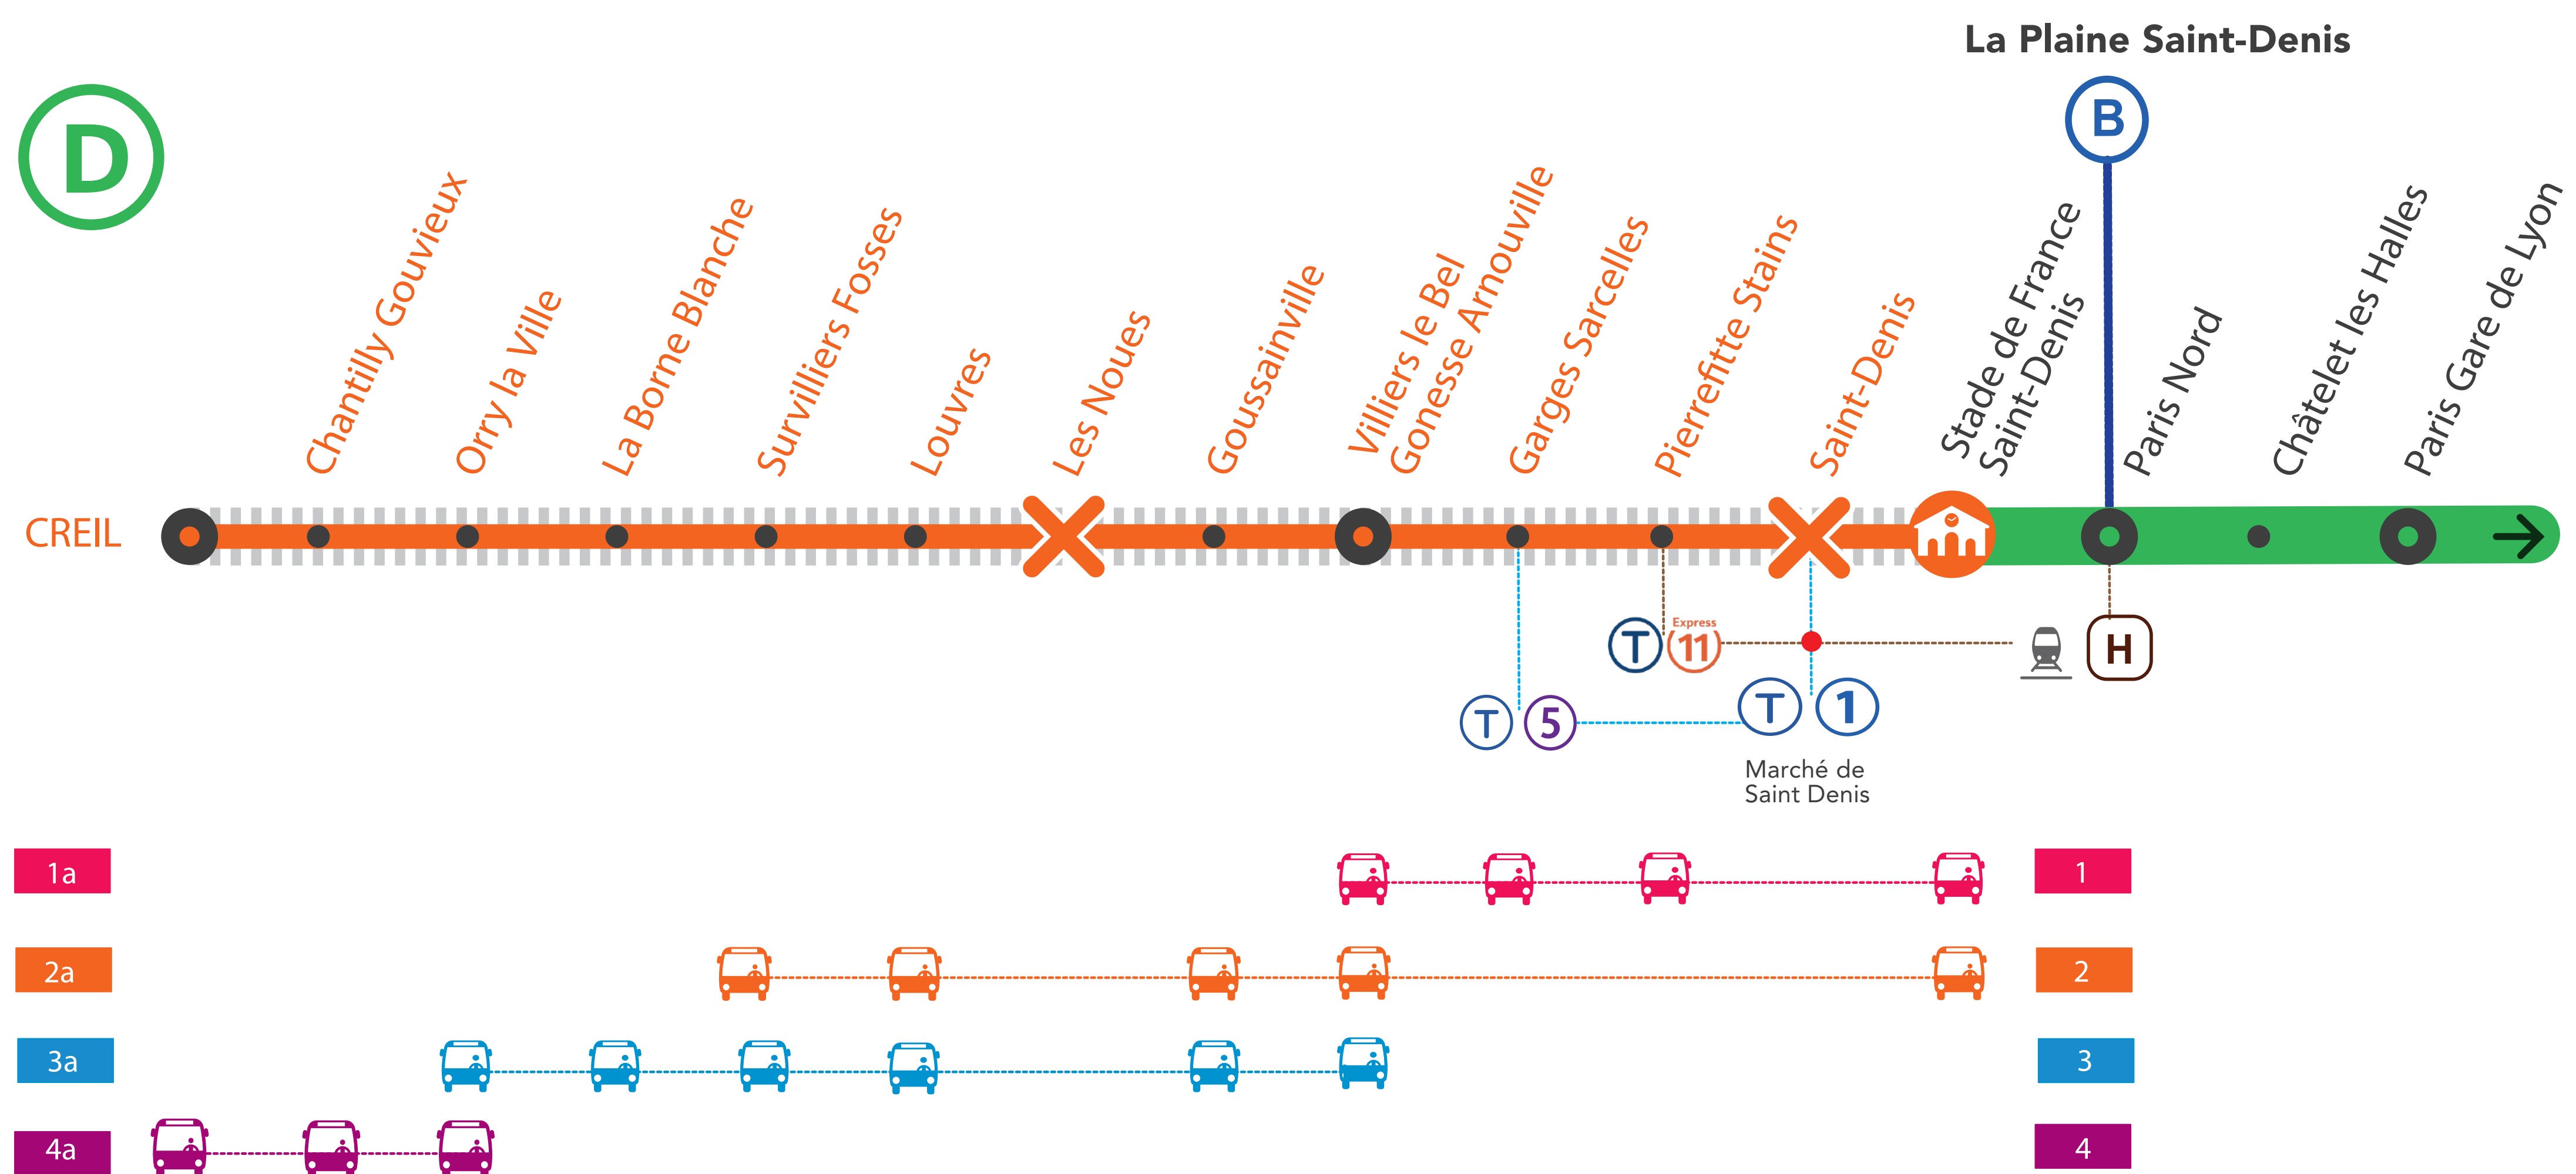 La Plaine Saint-Denis
D
B
CREIL
Chantilly Gouvieux
Orry la Ville
La Borne Blanche
Survilliers Fosses
Louvres
Les Noues
Goussainville
Villiers le Bel
Gonesse Arnouville
Garges Sarcelles
Pierrefitte Stains
Saint-Denis
Stade de France
Saint-Denis
Paris Nord
Châtelet les Halles
Paris Gare de Lyon
Express
T 11
H
T 5
T 1
Marché de
Saint Denis
1a
1
2a
2
3a
3
4a
4